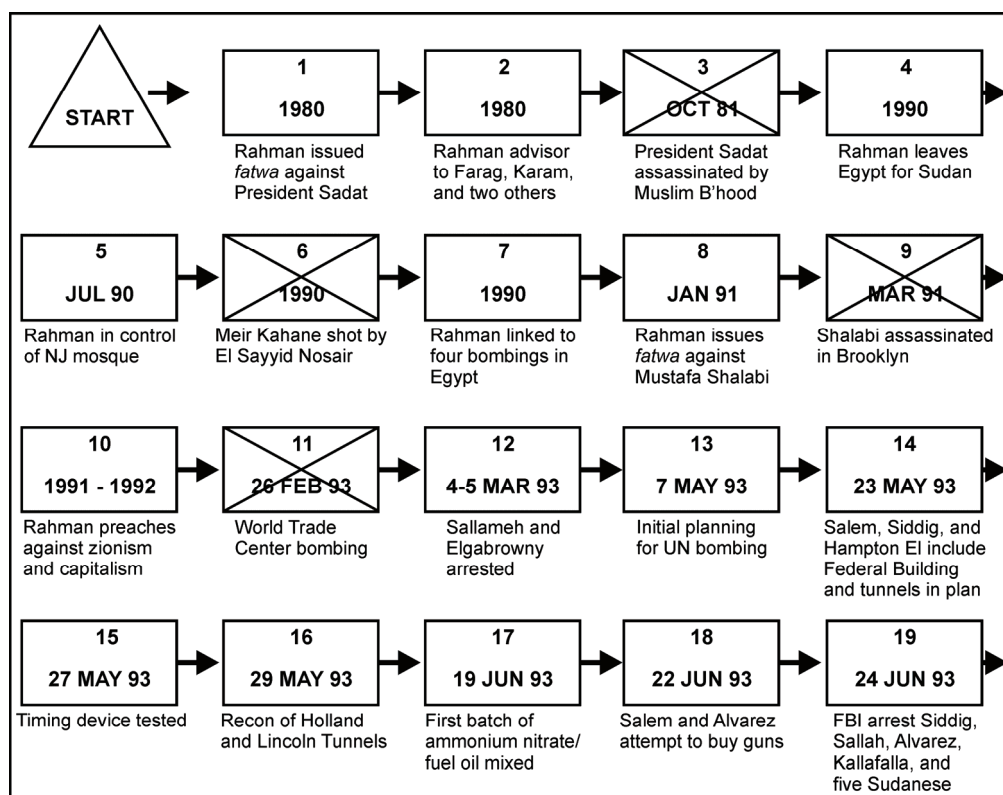 START
1
1980
Rahman issued
fatwa against
President Sadat
2
1980
Rahman advisor
to Farag, Karam,
and two others
3
OCT 81
President Sadat
assassinated by
Muslim B'hood
4
1990
Rahman leaves
Egypt for Sudan
5
JUL 90
Rahman in control
of NJ mosque
6
1990
Meir Kahane shot by
El Sayyid Nosair
7
1990
Rahman linked to
four bombings in
Egypt
8
JAN 91
Rahman issues
fatwa against
Mustafa Shalabi
9
MAR 91
Shalabi assassinated
in Brooklyn
10
1991 - 1992
Rahman preaches
against zionism
and capitalism
11
26 FEB 93
World Trade
Center bombing
12
4-5 MAR 93
Sallameh and
Elgabrowny
arrested
13
7 MAY 93
Initial planning
for UN bombing
14
23 MAY 93
Salem, Siddig, and
Hampton El include
Federal Building
and tunnels in plan
15
27 MAY 93
Timing device tested
16
29 MAY 93
Recon of Holland
and Lincoln Tunnels
17
19 JUN 93
First batch of
ammonium nitrate/
fuel oil mixed
18
22 JUN 93
Salem and Alvarez
attempt to buy guns
19
24 JUN 93
FBI arrest Siddig,
Sallah, Alvarez,
Kallafalla, and
five Sudanese